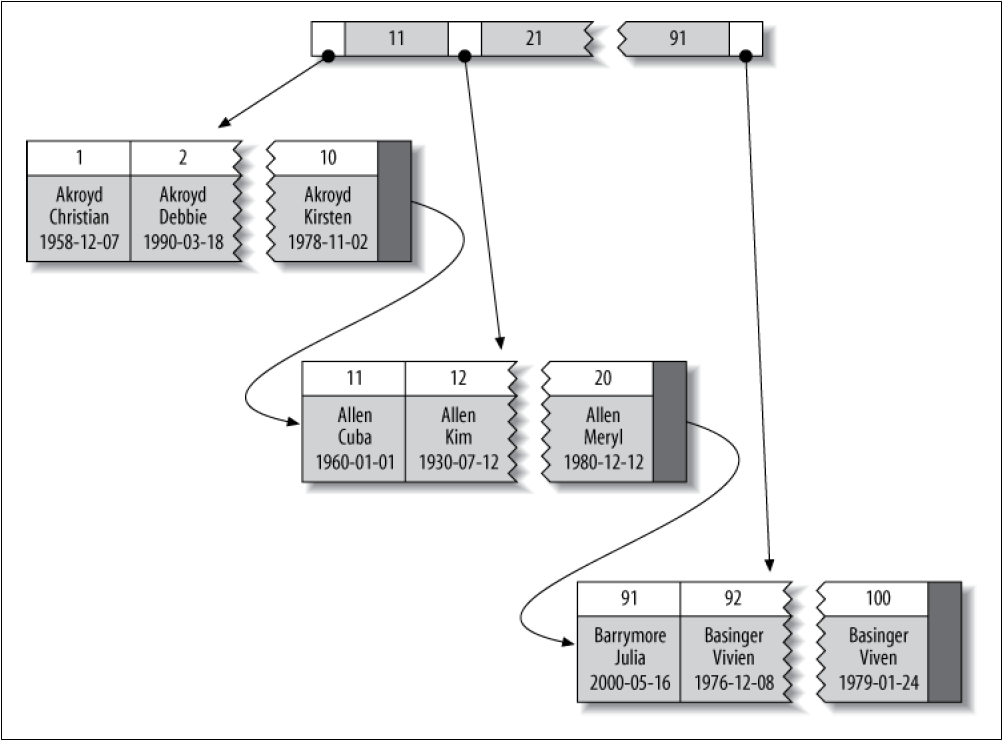 11 21 91
1 2 10
Akroyd Akroyd Akroyd
Christian Debbie Kirsten
1958-12-07 1990-03-18 1978-11-02
11 12 20
Allen Allen Allen
Cuba Kim Meryl
1960-01-01 1930-07-12 1980-12-12
91 92 100
Barrymore Basinger Basinger
Julia Vivien Viven
2000-05-16 1976-12-08 1979-01-24